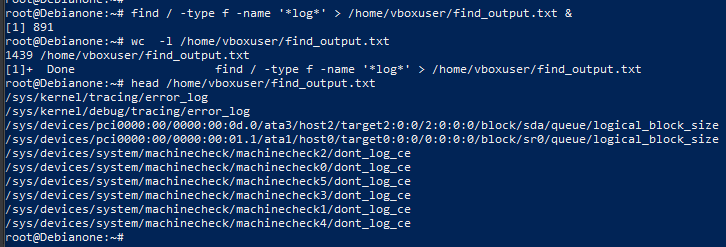 root@Debianone:~# find / -type f -name '*log*' > /home/vboxuser/find_output.txt &
[1] 891
root@Debianone:~# wc  -l /home/vboxuser/find_output.txt
1439 /home/vboxuser/find_output.txt
[1]+  Done                    find / -type f -name '*log*' > /home/vboxuser/find_output.txt
root@Debianone:~# head /home/vboxuser/find_output.txt
/sys/kernel/tracing/error_log
/sys/kernel/debug/tracing/error_log
/sys/devices/pci0000:00/0000:00:0d.0/ata3/host2/target2:0:0/2:0:0:0/block/sda/queue/logical_block_size
/sys/devices/pci0000:00/0000:00:01.1/ata1/host0/target0:0:0/0:0:0:0/block/sr0/queue/logical_block_size
/sys/devices/system/machinecheck/machinecheck2/dont_log_ce
/sys/devices/system/machinecheck/machinecheck0/dont_log_ce
/sys/devices/system/machinecheck/machinecheck5/dont_log_ce
/sys/devices/system/machinecheck/machinecheck3/dont_log_ce
/sys/devices/system/machinecheck/machinecheck1/dont_log_ce
/sys/devices/system/machinecheck/machinecheck4/dont_log_ce
root@Debianone:~#